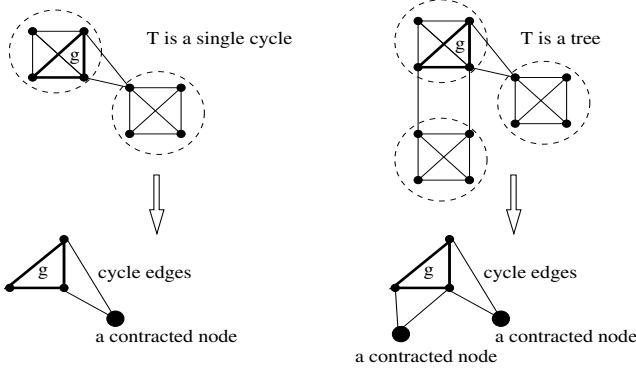 T is a single cycle
g
T is a tree
g
g
cycle edges
a contracted node
g
cycle edges
a contracted node
a contracted node